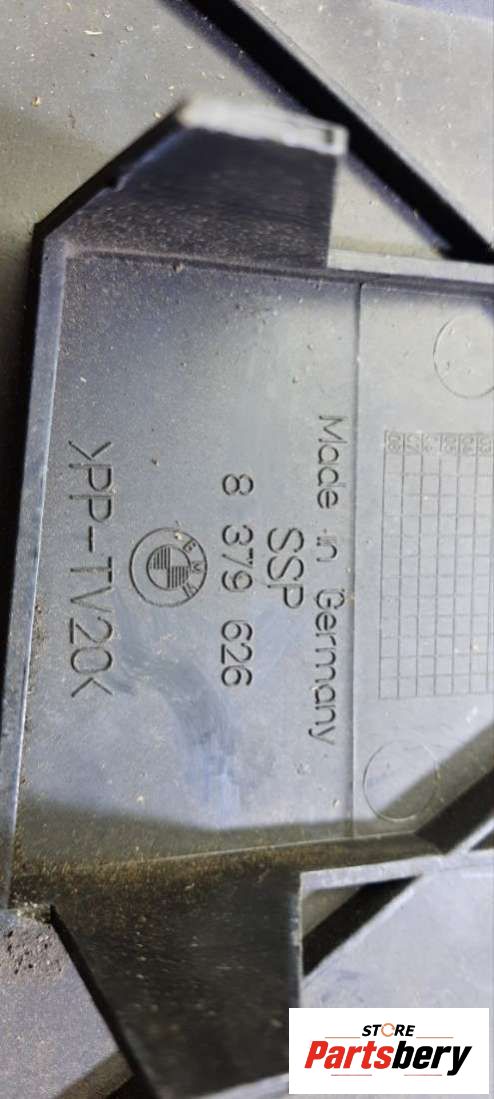 Made in Germany
SSP
8 379 626
BMW
>PP-TV20<
STORE
Partsbery